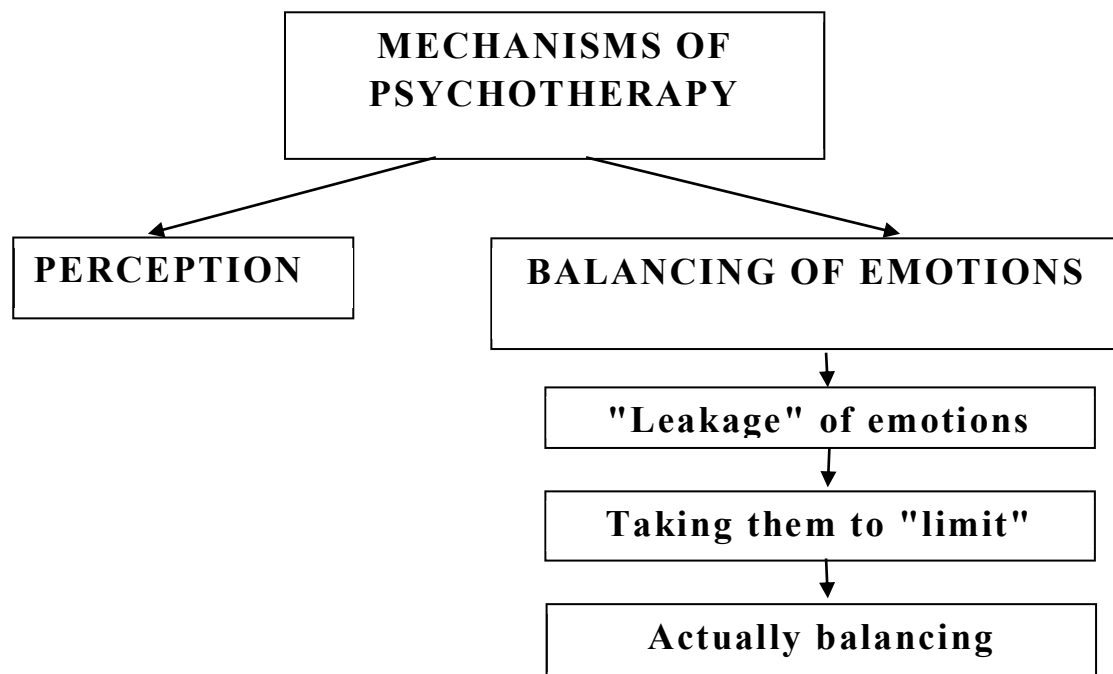 MECHANISMS OF
PSYCHOTHERAPY
PERCEPTION
BALANCING OF EMOTIONS
"Leakage" of emotions
Taking them to "limit"
Actually balancing